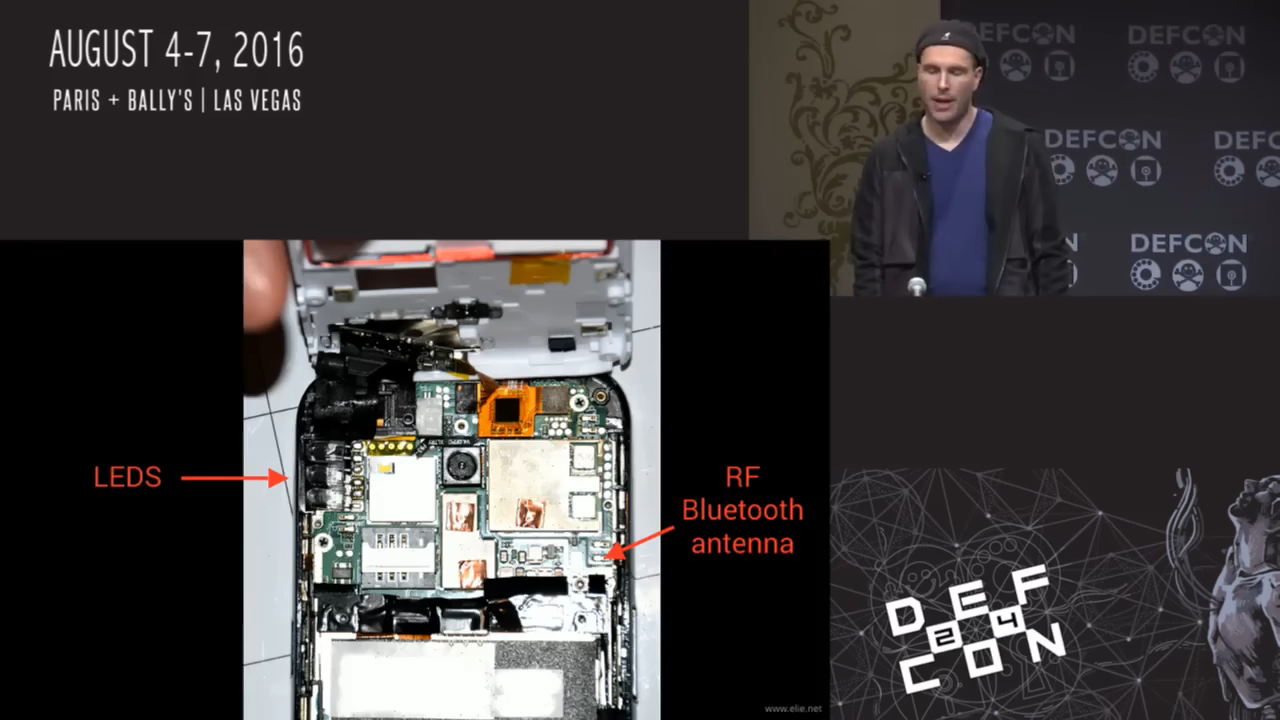 AUGUST 4-7, 2016
PARIS + BALLY'S | LAS VEGAS
DEFCON
DEFCON
DEFCON
DEFCON
LEDS
RF
Bluetooth
antenna
www.elie.net
DEF
24
CON